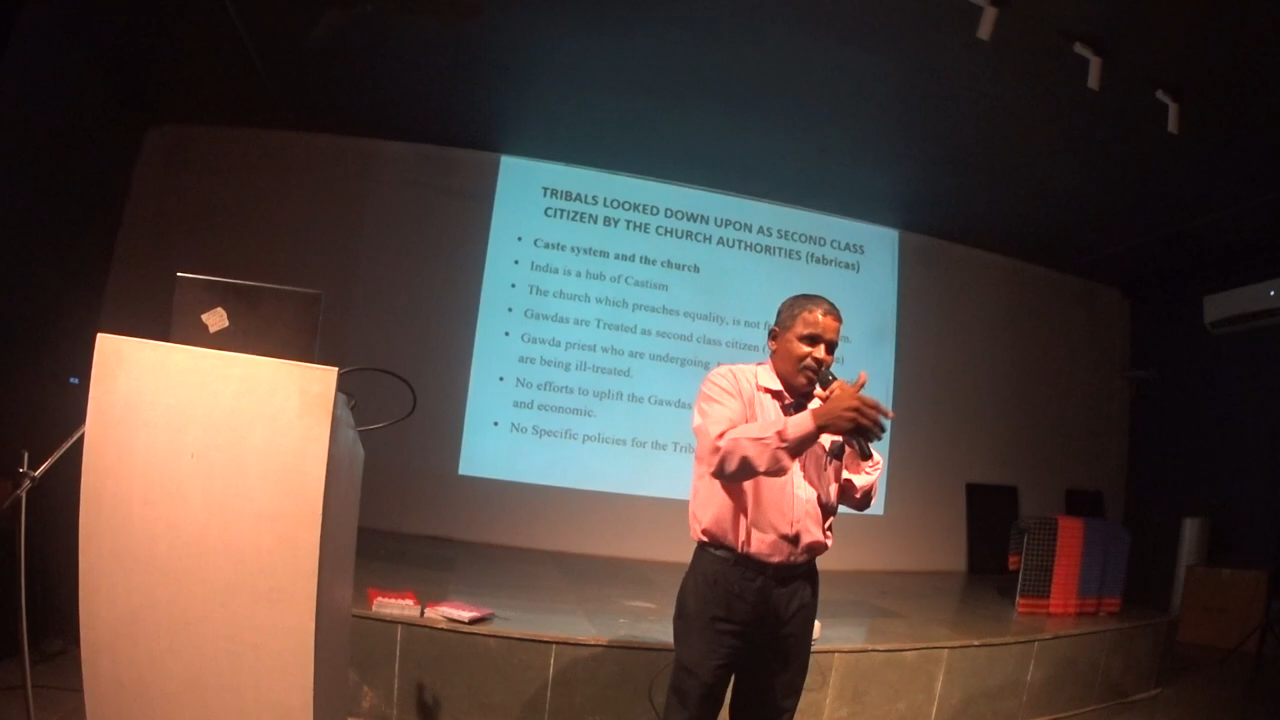 TRIBALS LOOKED DOWN UPON AS SECOND CLASS
CITIZEN BY THE CHURCH AUTHORITIES (fabricas)
• Caste system and the church
• India is a hub of Castism
• The church which preaches equality, is not
• Gawdas are Treated as second class citizen (
• Gawda priest who are undergoing
are being ill-treated.
• No efforts to uplift the Gawdas
and economic.
• No Specific policies for the